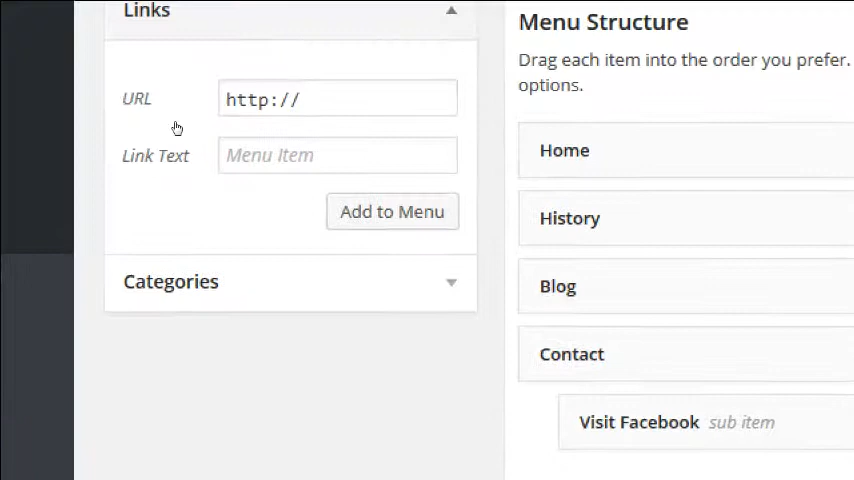 Links
URL
http://
Link Text
Menu Item
Add to Menu
Categories
Menu Structure
Drag each item into the order you prefer.
options.
Home
History
Blog
Contact
Visit Facebook sub item